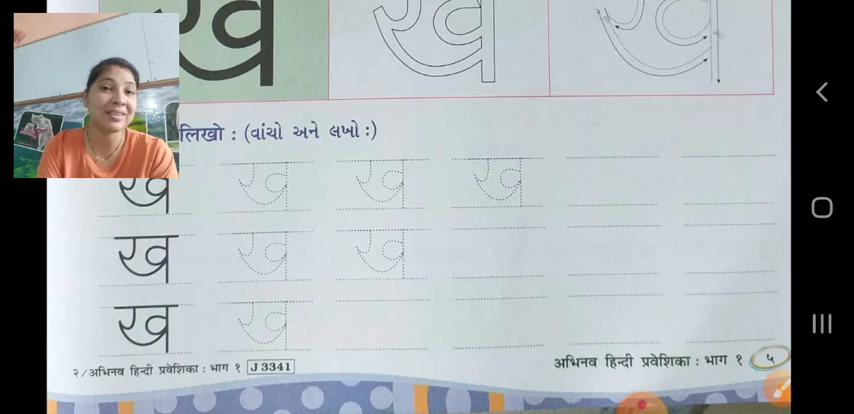 ख ख ख
लिखो : (વાંચો અને લખો :)
ख ख ख ख
ख ख ख
ख ख
२/अभिनव हिन्दी प्रवेशिका : भाग १ J 3341
अभिनव हिन्दी प्रवेशिका : भाग १ ५